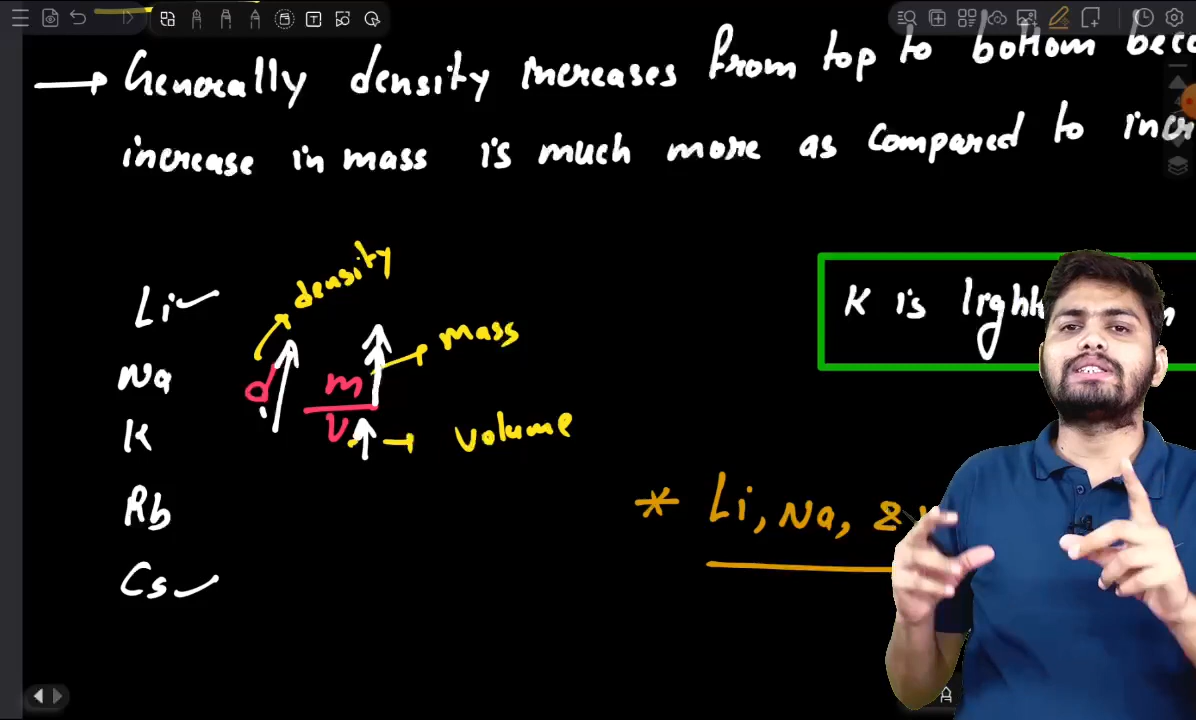 Generally density increases from top to bottom
increase in mass is much more as compared to
density
Li
mass
K is
Na
d
m
V
K
volume
* Li, Na, &
Rb
Cs